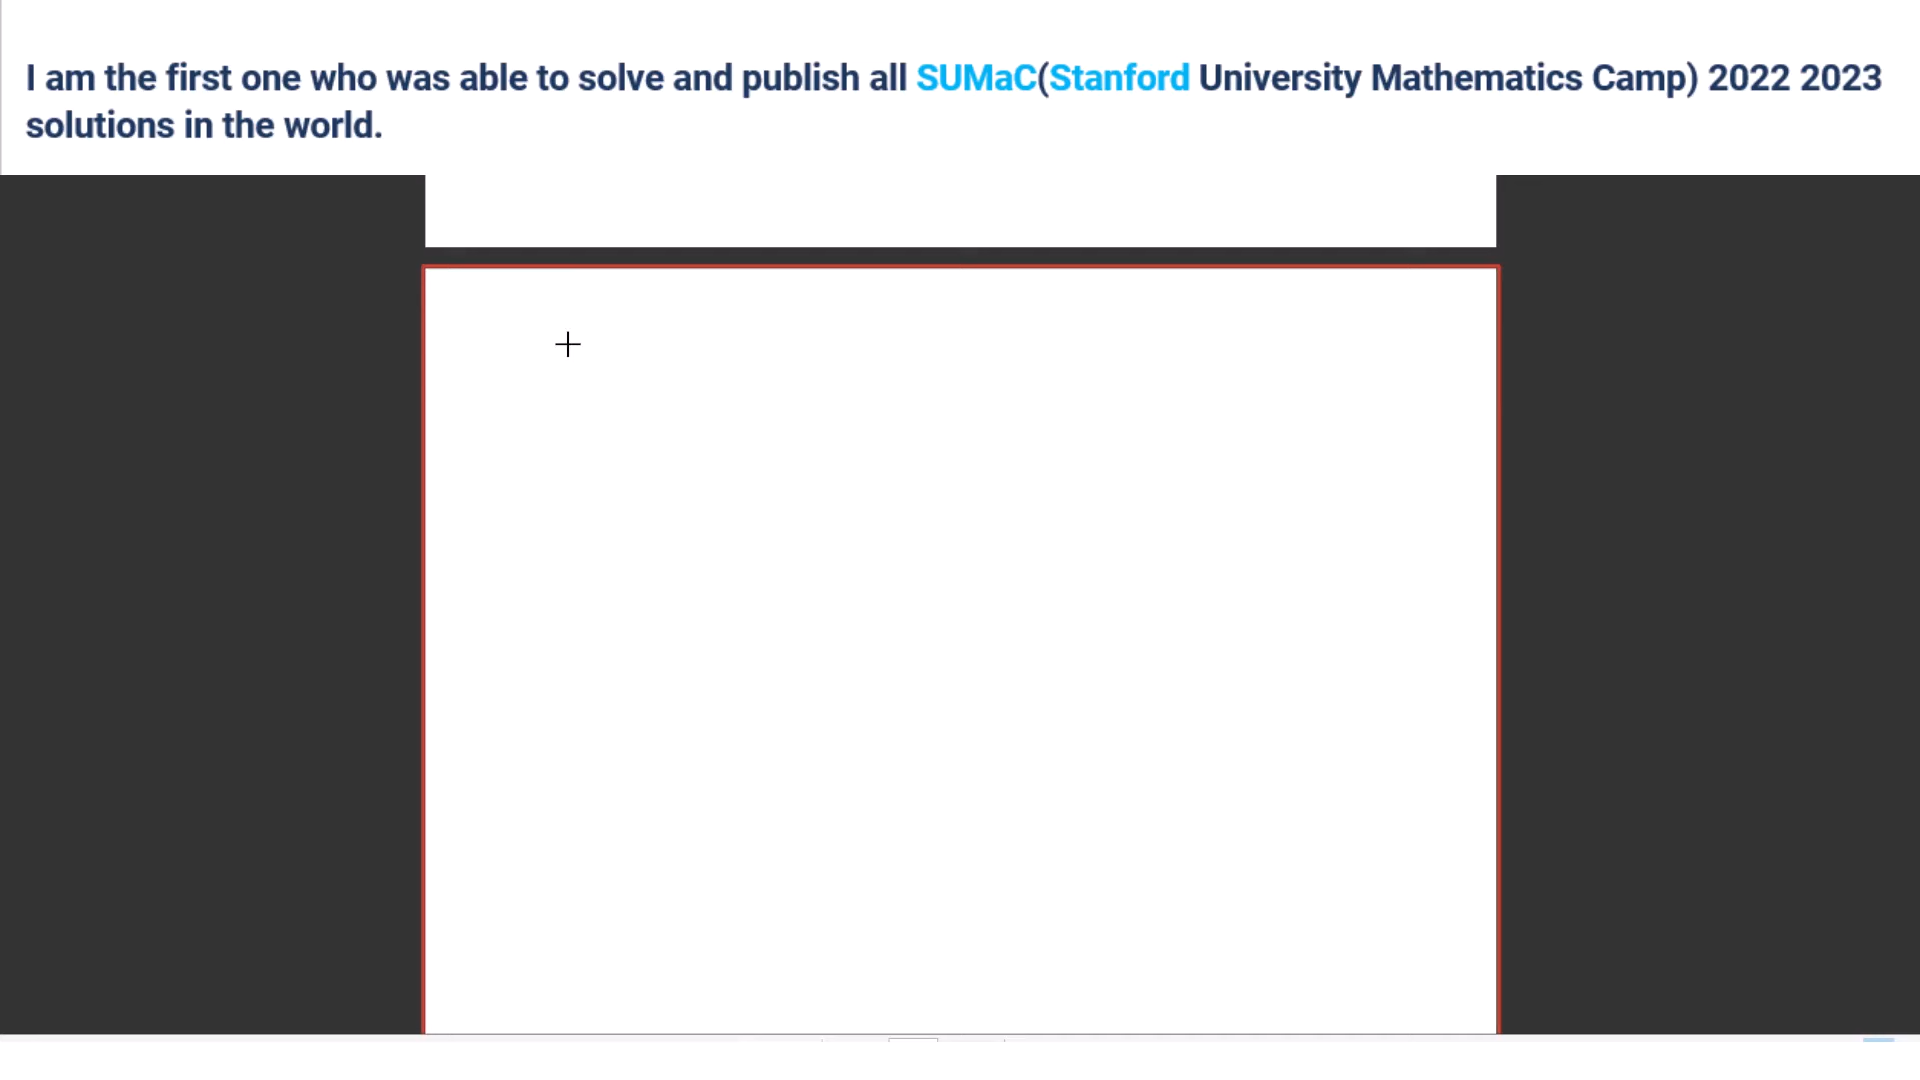 I am the first one who was able to solve and publish all SUMaC(Stanford University Mathematics Camp) 2022 2023
solutions in the world.